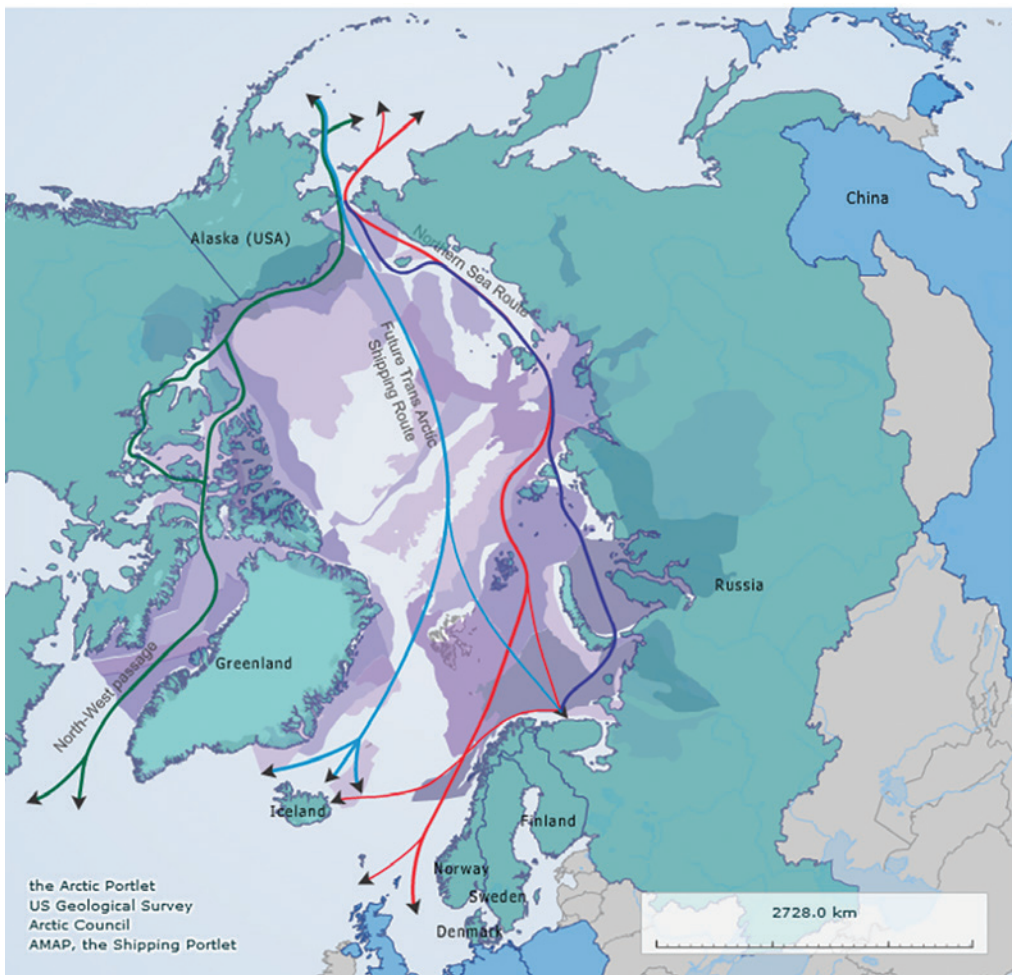 China
Alaska (USA)
Northern Sea Route
Future Trans Arctic
Shipping Route
Russia
Greenland
North-West passage
Iceland
Finland
Norway
Sweden
Denmark
the Arctic Portlet
US Geological Survey
Arctic Council
AMAP, the Shipping Portlet
2728.0 km